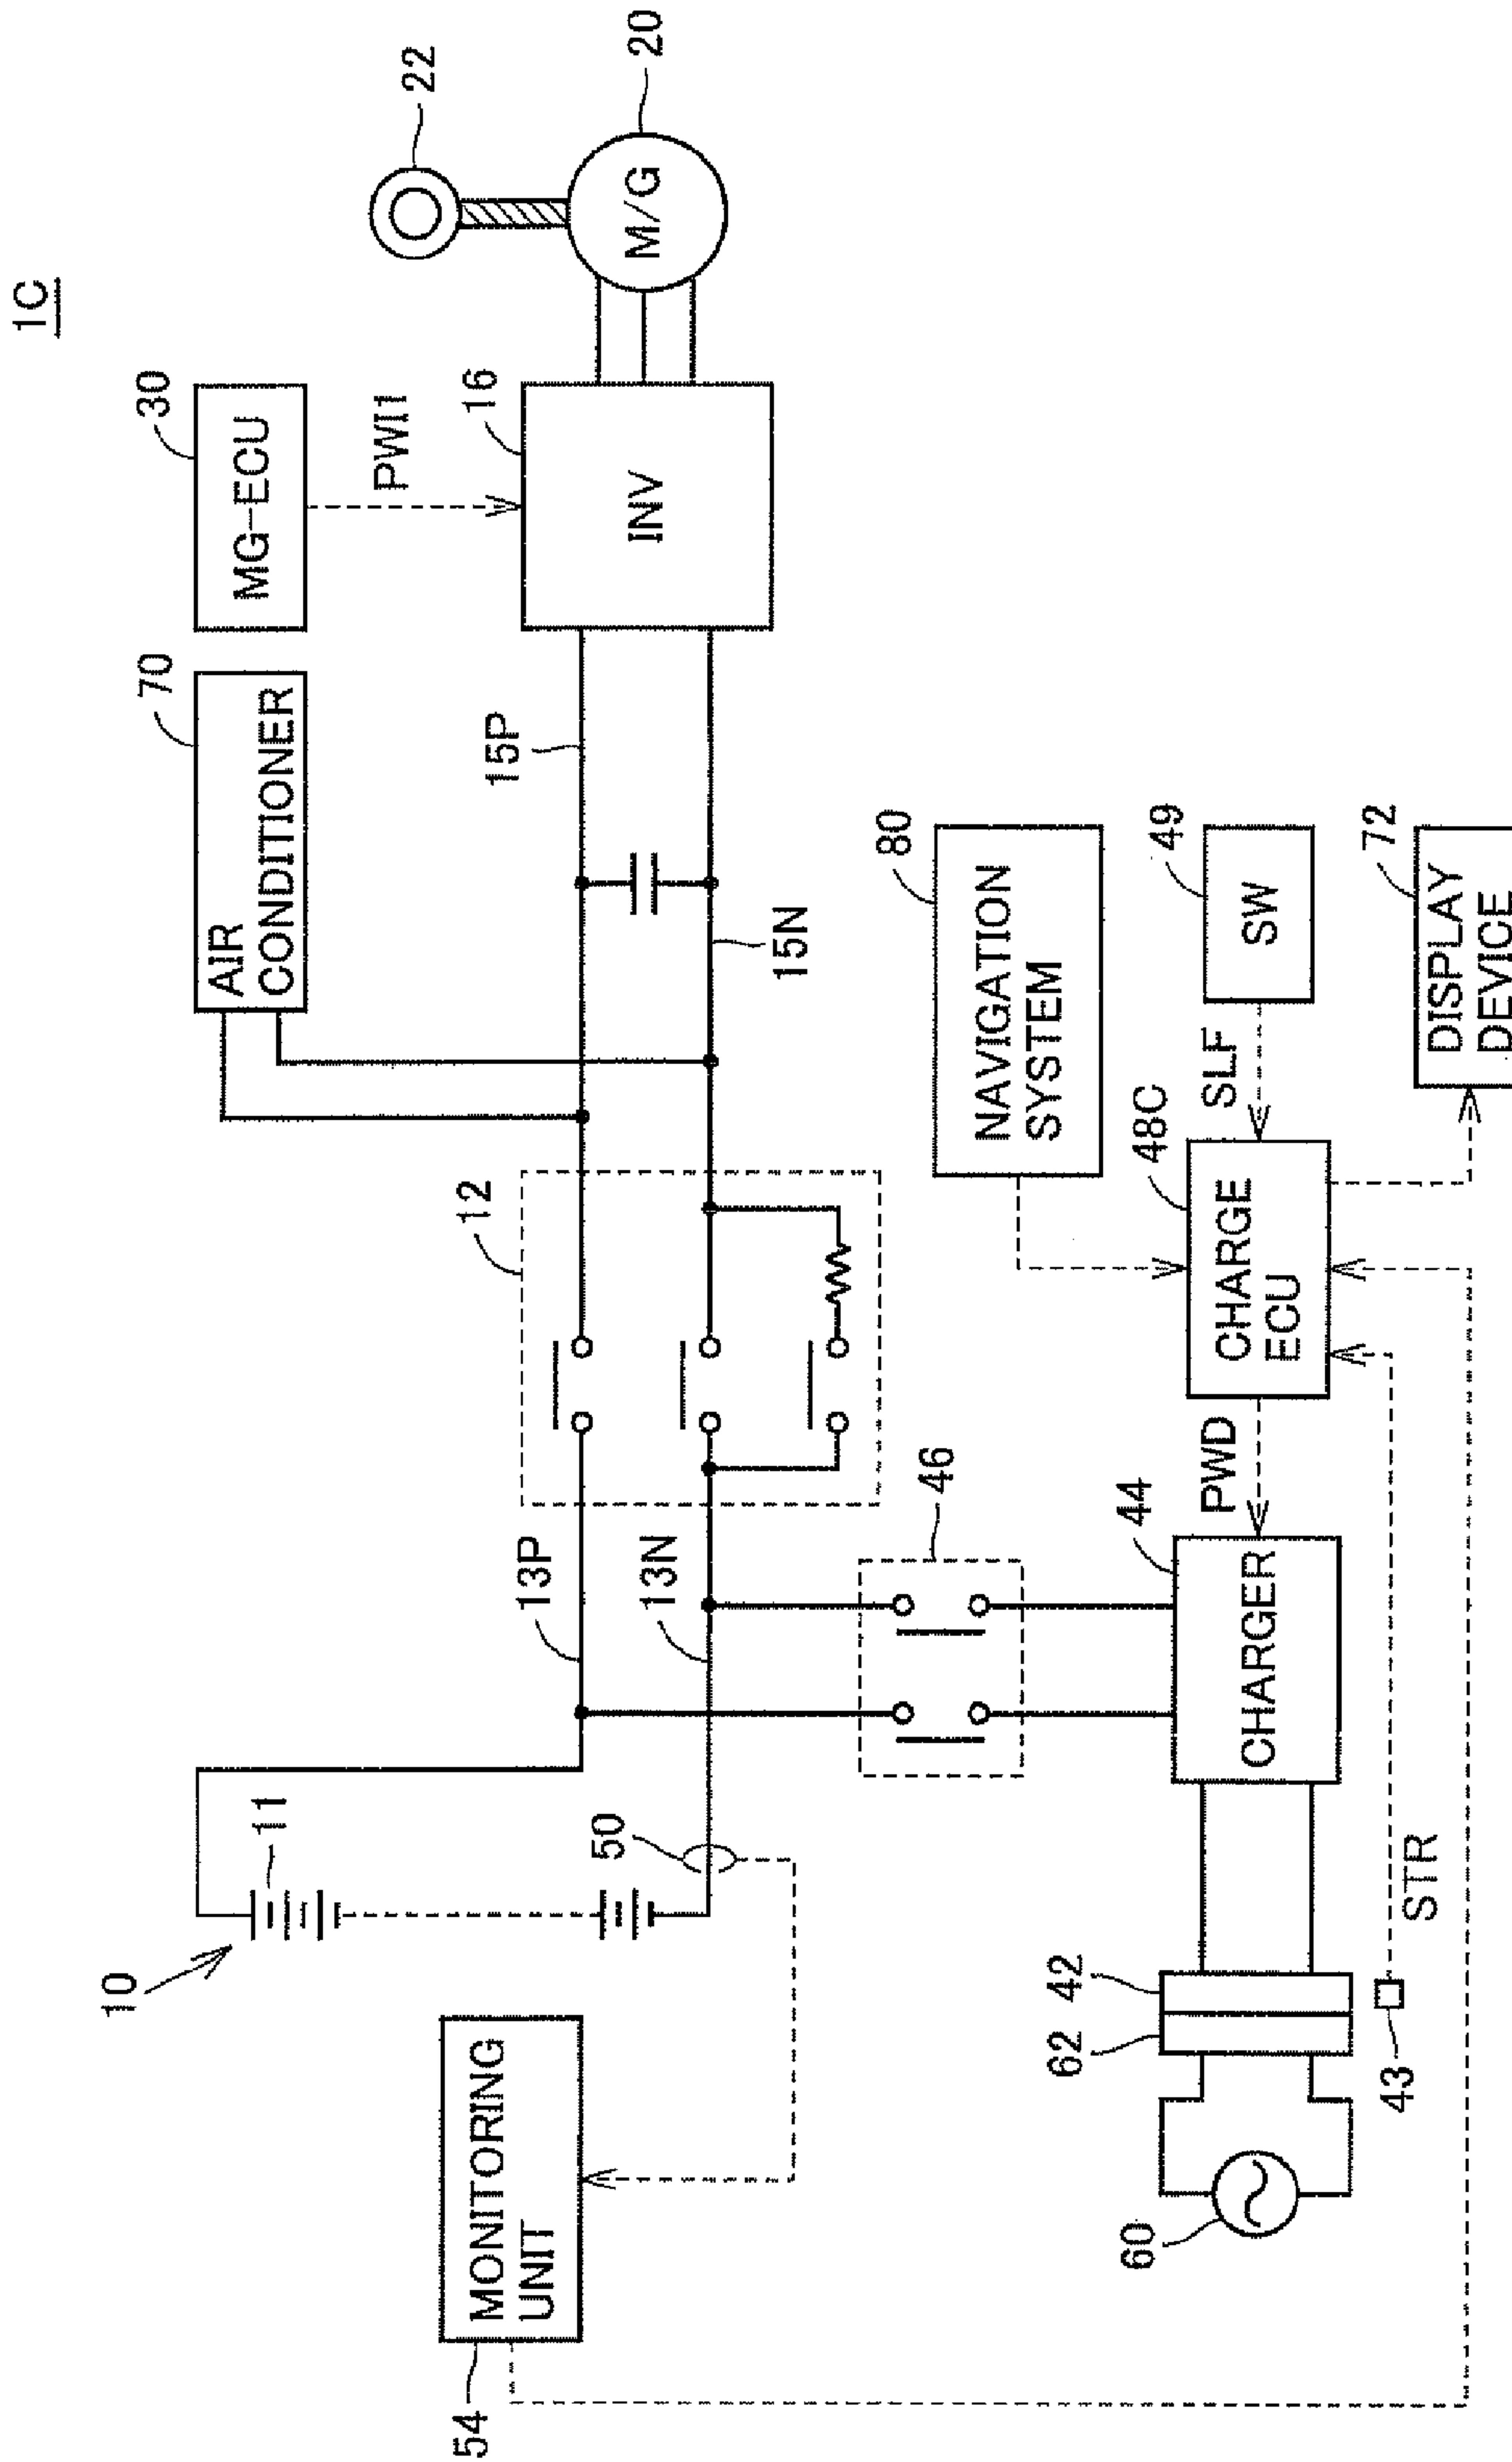 1C
10
11
12
13P
13N
15P
15N
16
INV
20
M/G
22
30
MG-ECU
PWI1
70
AIR
CONDITIONER
54
MONITORING
UNIT
50
46
44
CHARGER
PWD
48C
CHARGE
ECU
SLF
49
SW
80
NAVIGATION
SYSTEM
72
DISPLAY
DEVICE
60
62
42
43
STR